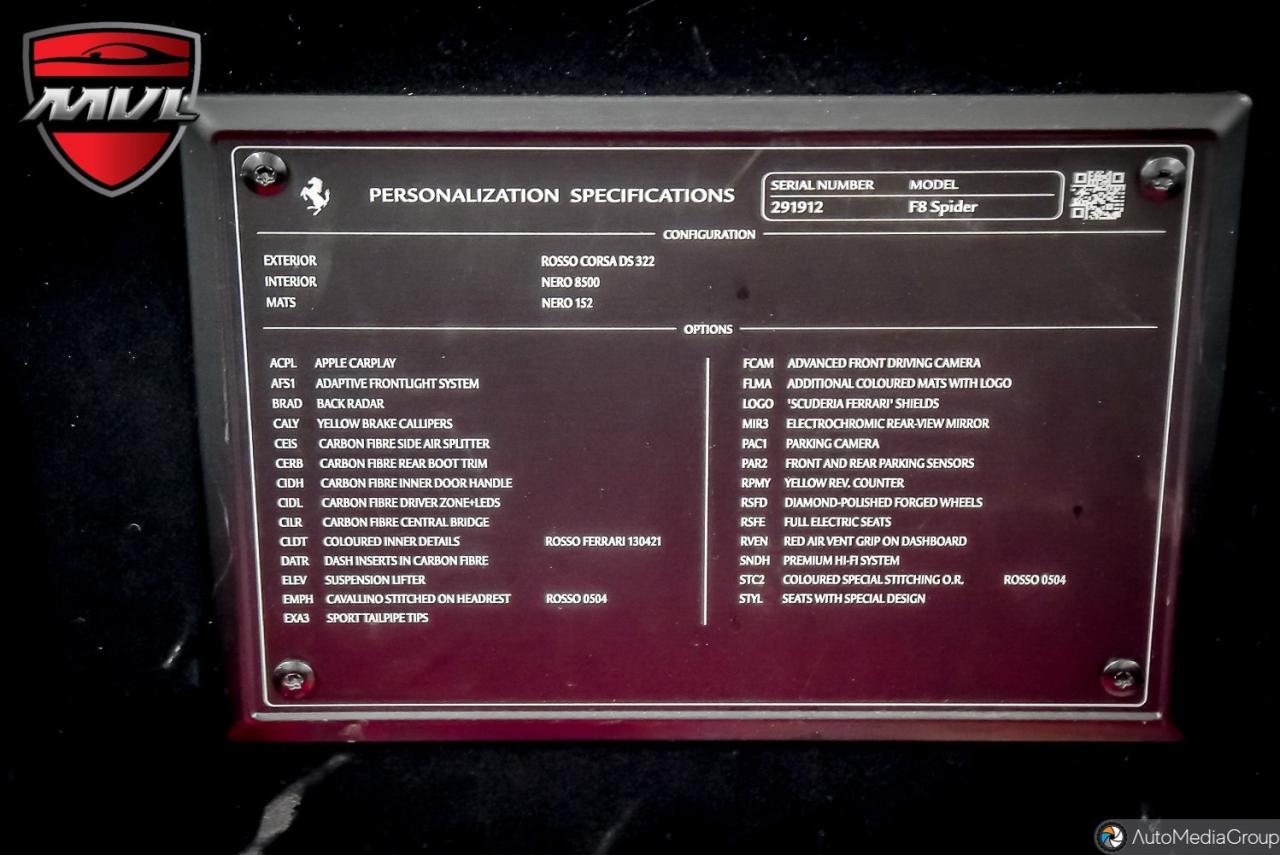 MVL
PERSONALIZATION SPECIFICATIONS
SERIAL NUMBER MODEL
291912 F8 Spider
CONFIGURATION
EXTERIOR ROSSO CORSA DS 322
INTERIOR NERO 8500
MATS NERO 152
OPTIONS
ACPL APPLE CARPLAY
AFS1 ADAPTIVE FRONTLIGHT SYSTEM
BRAD BACK RADAR
CALY YELLOW BRAKE CALLIPERS
CEIS CARBON FIBRE SIDE AIR SPLITTER
CERB CARBON FIBRE REAR BOOT TRIM
CIDH CARBON FIBRE INNER DOOR HANDLE
CIDL CARBON FIBRE DRIVER ZONE+LEDS
CILR CARBON FIBRE CENTRAL BRIDGE
CLDT COLOURED INNER DETAILS ROSSO FERRARI 130421
DATR DASH INSERTS IN CARBON FIBRE
ELEV SUSPENSION LIFTER
EMPH CAVALLINO STITCHED ON HEADREST ROSSO 0504
EXA3 SPORT TAILPIPE TIPS
FCAM ADVANCED FRONT DRIVING CAMERA
FLMA ADDITIONAL COLOURED MATS WITH LOGO
LOGO 'SCUDERIA FERRARI' SHIELDS
MIR3 ELECTROCHROMIC REAR-VIEW MIRROR
PAC1 PARKING CAMERA
PAR2 FRONT AND REAR PARKING SENSORS
RPMY YELLOW REV. COUNTER
RSFD DIAMOND-POLISHED FORGED WHEELS
RSFE FULL ELECTRIC SEATS
RVEN RED AIR VENT GRIP ON DASHBOARD
SNDH PREMIUM HI-FI SYSTEM
STC2 COLOURED SPECIAL STITCHING O.R. ROSSO 0504
STYL SEATS WITH SPECIAL DESIGN
AutoMediaGroup